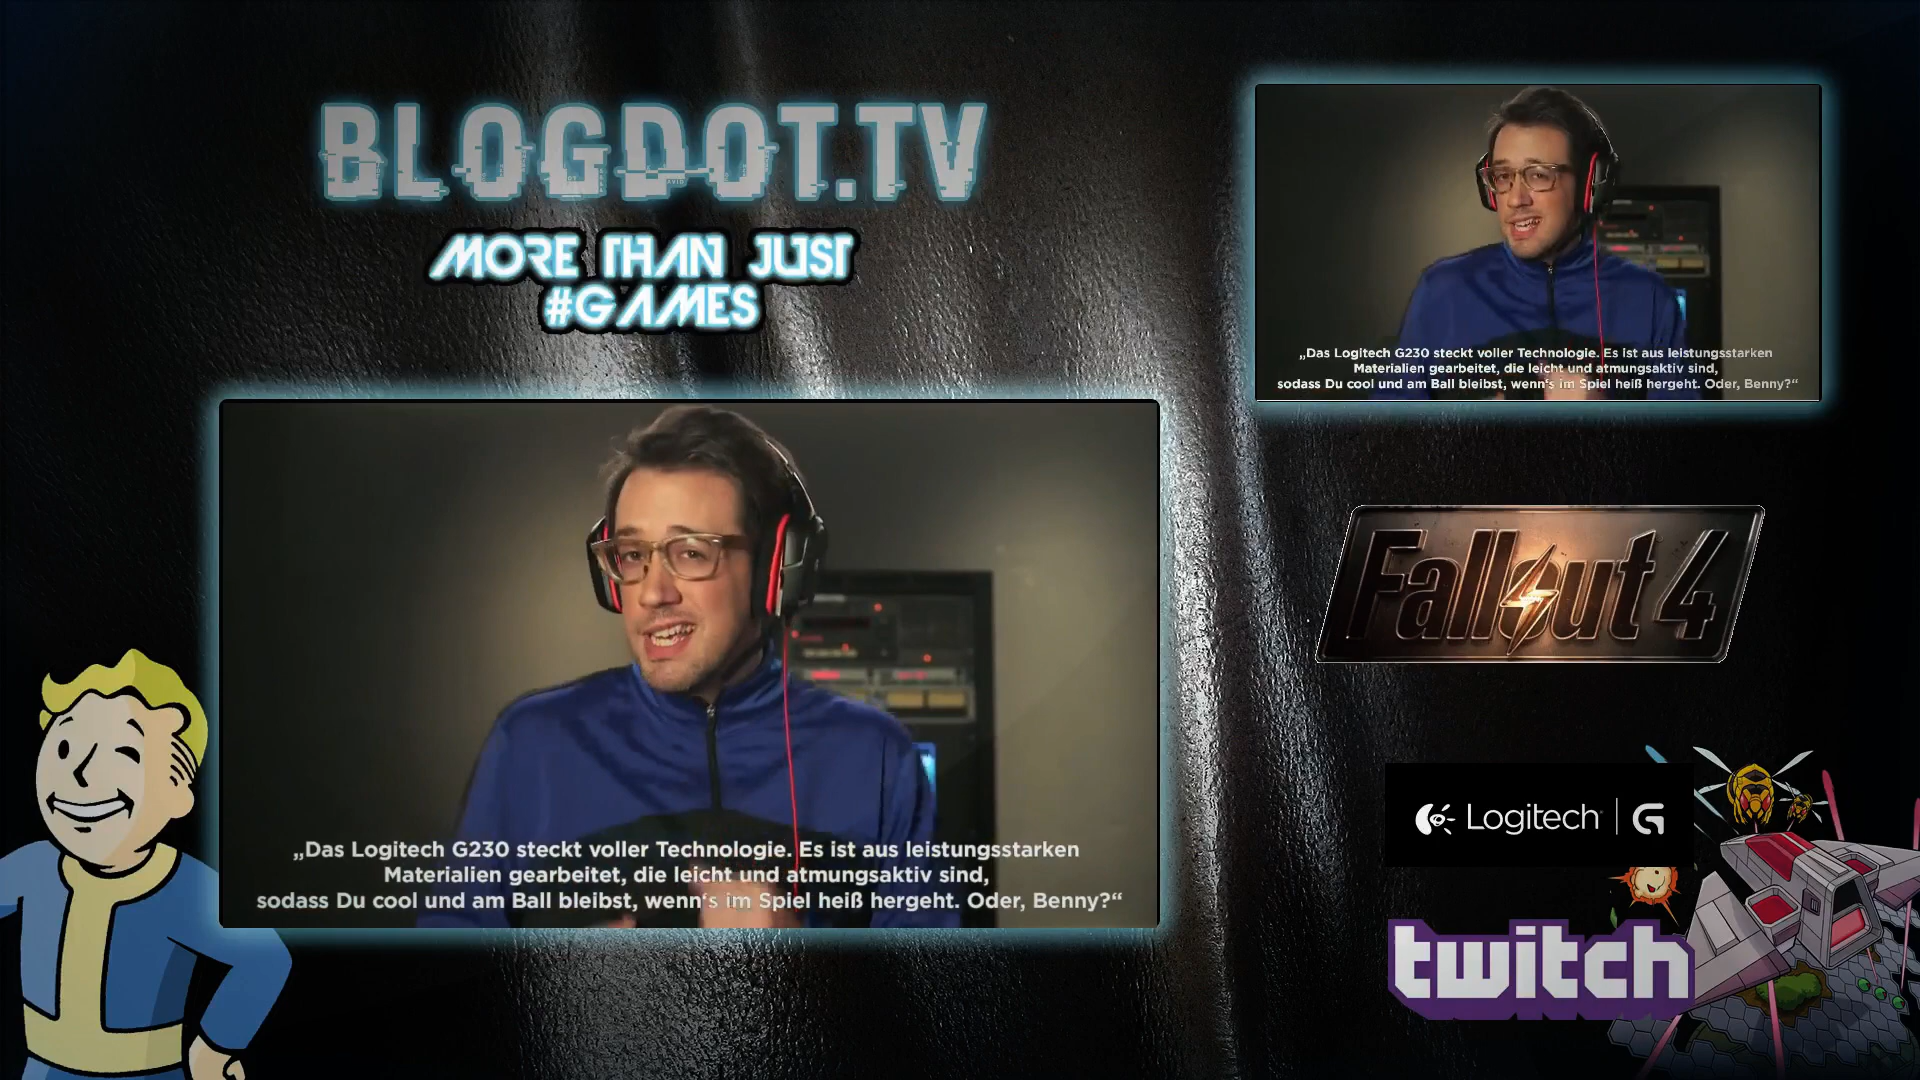 BLOGDOT.TV
MORE THAN JUST
#GAMES
„Das Logitech G230 steckt voller Technologie. Es ist aus leistungsstarken
Materialien gearbeitet, die leicht und atmungsaktiv sind,
sodass Du cool und am Ball bleibst, wenn's im Spiel heiß hergeht. Oder, Benny?“
„Das Logitech G230 steckt voller Technologie. Es ist aus leistungsstarken
Materialien gearbeitet, die leicht und atmungsaktiv sind,
sodass Du cool und am Ball bleibst, wenn's im Spiel heiß hergeht. Oder, Benny?“
Fallout 4
Logitech G
twitch